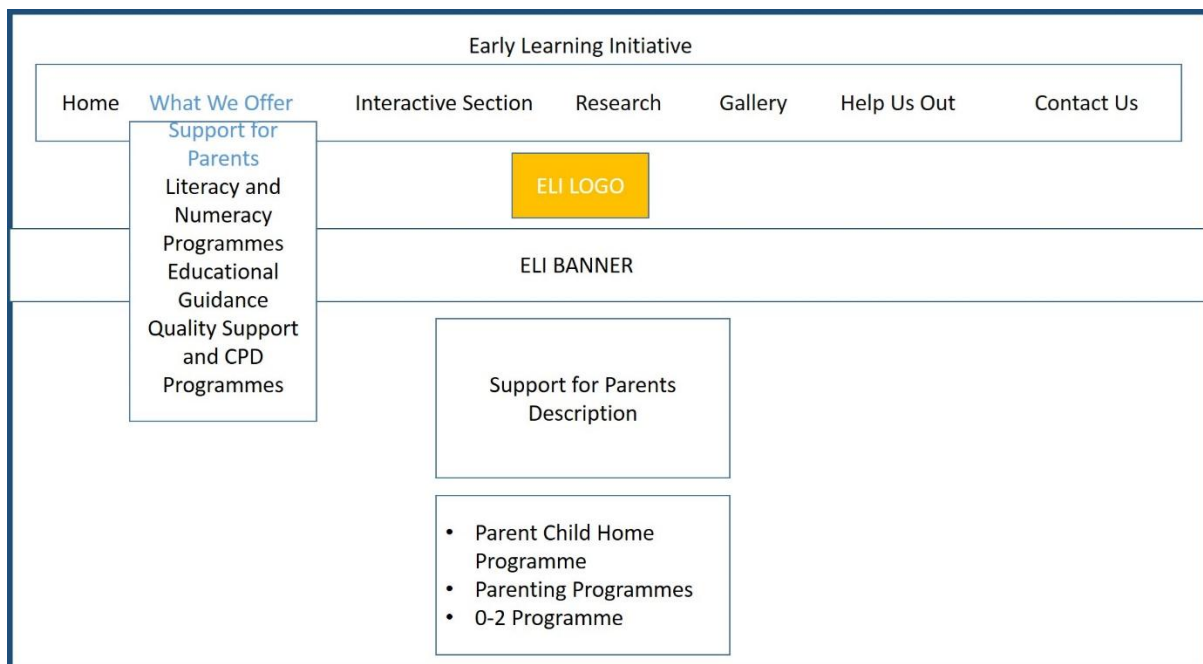 Early Learning Initiative
Home What We Offer Interactive Section Research Gallery Help Us Out Contact Us
Support for
Parents
Literacy and
Numeracy
Programmes
Educational
Guidance
Quality Support
and CPD
Programmes
ELI LOGO
ELI BANNER
Support for Parents
Description
• Parent Child Home
Programme
• Parenting Programmes
• 0-2 Programme